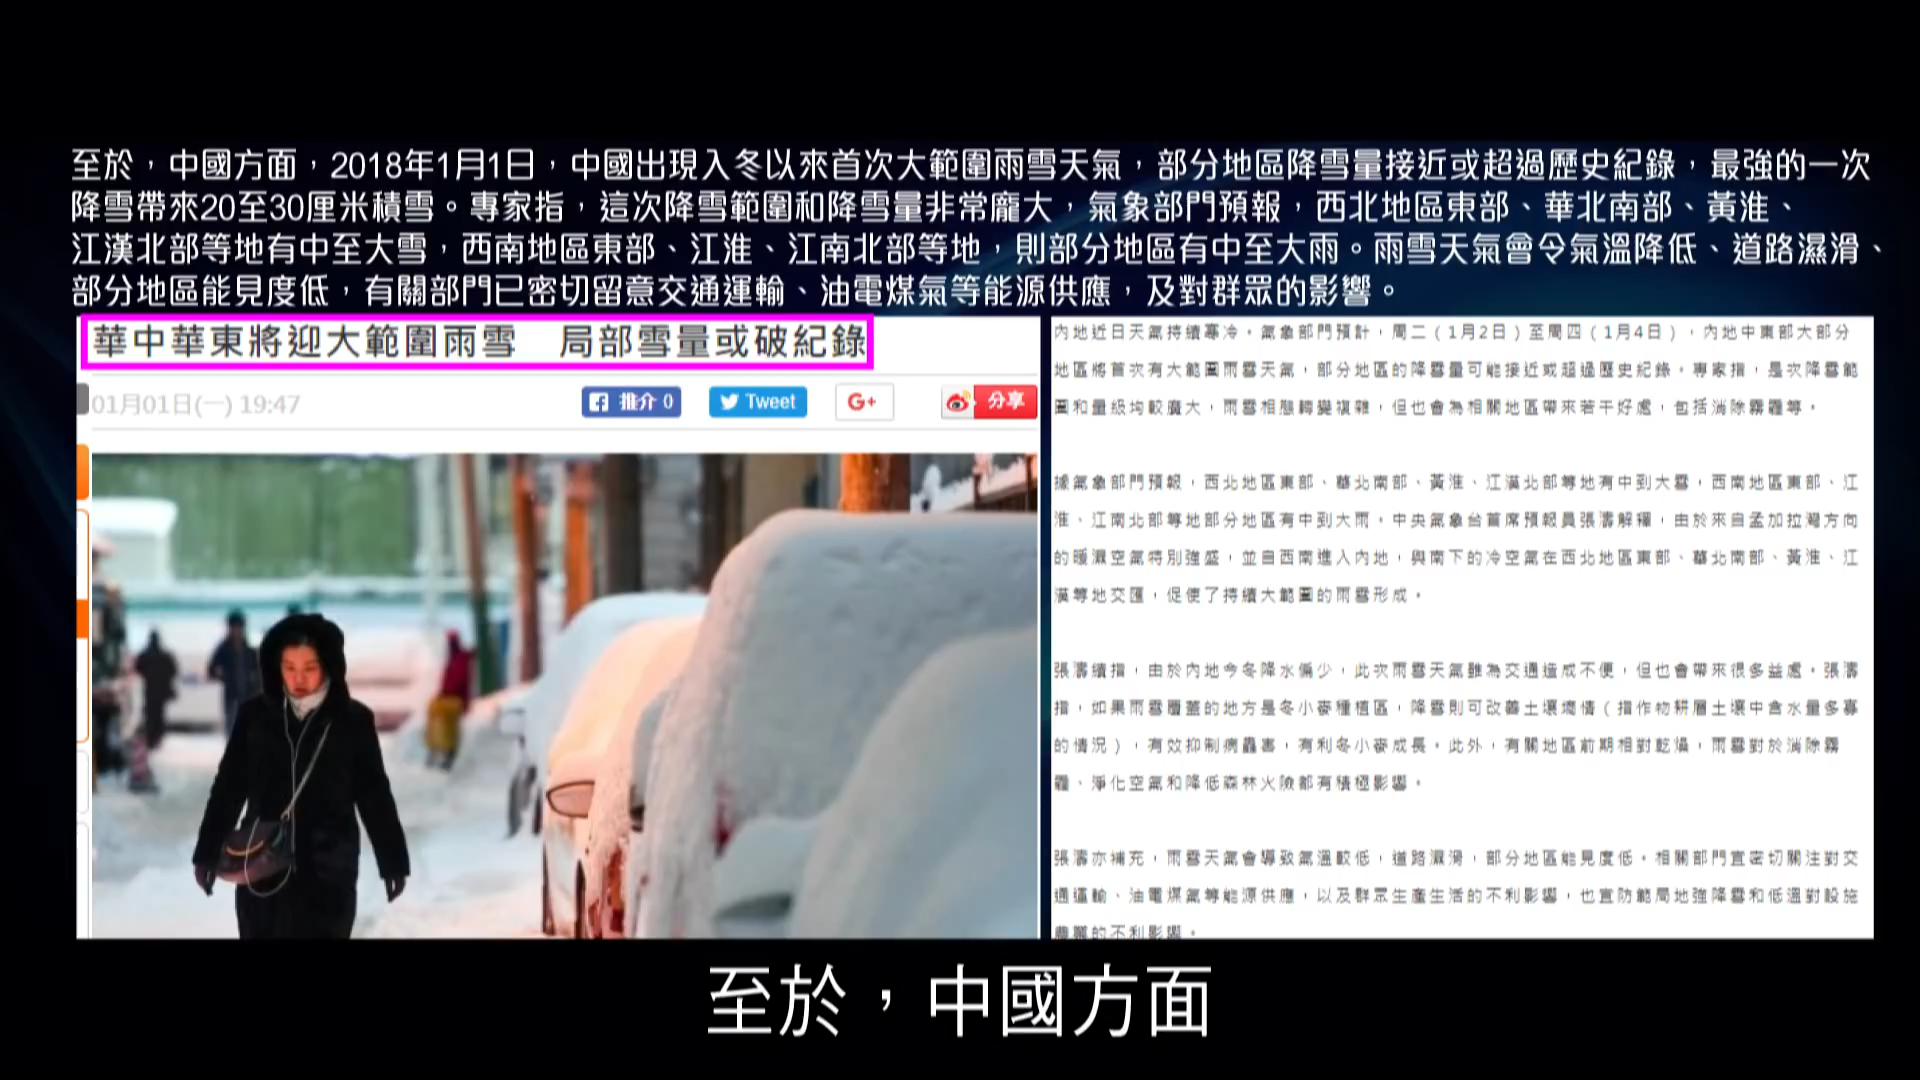 至於，中國方面，2018年1月1日，中國出現入冬以來首次大範圍雨雪天氣，部分地區降雪量接近或超過歷史紀錄，最強的一次
降雪帶來20至30厘米積雪。專家指，這次降雪範圍和降雪量非常龐大，氣象部門預報，西北地區東部、華北南部、黃淮、
江漢北部等地有中至大雪，西南地區東部、江淮、江南北部等地，則部分地區有中至大雨。雨雪天氣會令氣溫降低、道路濕滑、
部分地區能見度低，有關部門已密切留意交通運輸、油電煤氣等能源供應，及對群眾的影響。
華中華東將迎大範圍雨雪　局部雪量或破紀錄
01月01日(一) 19:47
推介 0
Tweet
G+
分享
內地近日天氣持續寒冷。氣象部門預計，周二（1月2日）至周四（1月4日），內地中東部大部分
地區將首次有大範圍雨雪天氣，部分地區的降雪量可能接近或超過歷史紀錄。專家指，是次降雪範
圍和量級均較廣大，雨雪相態轉變複雜，但也會為相關地區帶來若干好處，包括消除霧霾等。
據氣象部門預報，西北地區東部、華北南部、黃淮、江漢北部等地有中到大雪，西南地區東部、江
淮、江南北部等地部分地區有中到大雨。中央氣象台首席預報員張濤解釋，由於來自孟加拉灣方向
的暖濕空氣特別強盛，並自西南進入內地，與南下的冷空氣在西北地區東部、華北南部、黃淮、江
漢等地交匯，促使了持續大範圍的雨雪形成。
張濤續指，由於內地今冬降水偏少，此次雨雪天氣雖為交通造成不便，但也會帶來很多益處。張濤
指，如果雨雪覆蓋的地方是冬小麥種植區，降雪則可改善土壤墒情（指作物耕層土壤中含水量多寡
的情況），有效抑制病蟲害，有利冬小麥成長。此外，有關地區前期相對乾燥，雨雪對於消除霧
霾、淨化空氣和降低森林火險都有積極影響。
張濤亦補充，雨雪天氣會導致氣溫較低，道路濕滑，部分地區能見度低。相關部門宜密切關注對交
通運輸、油電煤氣等能源供應，以及群眾生產生活的不利影響，也宜防範局地強降雪和低溫對設施
農業的不利影響。
至於，中國方面